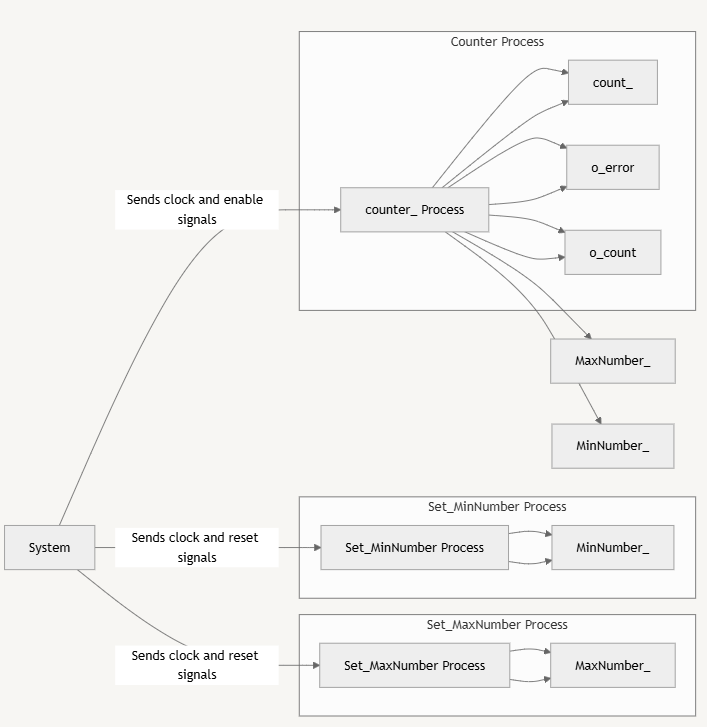 Counter Process
count_
o_error
Sends clock and enable
signals
counter_ Process
o_count
MaxNumber_
MinNumber_
Set_MinNumber Process
System
Sends clock and reset
signals
Set_MinNumber Process
MinNumber_
Set_MaxNumber Process
Sends clock and reset
signals
Set_MaxNumber Process
MaxNumber_